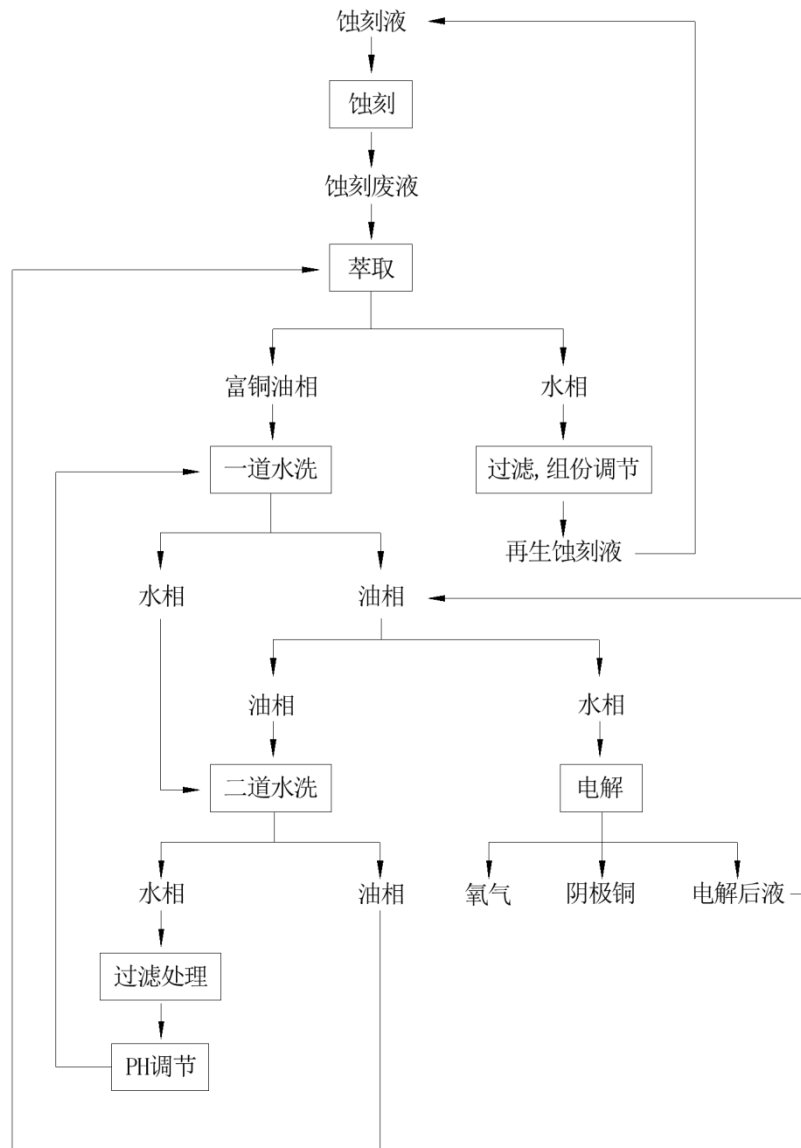 蚀刻液
蚀刻
蚀刻废液
萃取
富铜油相
水相
一道水洗
过滤,组份调节
再生蚀刻液
水相
油相
油相
水相
二道水洗
电解
水相
油相
氧气
阴极铜
电解后液
过滤处理
PH调节